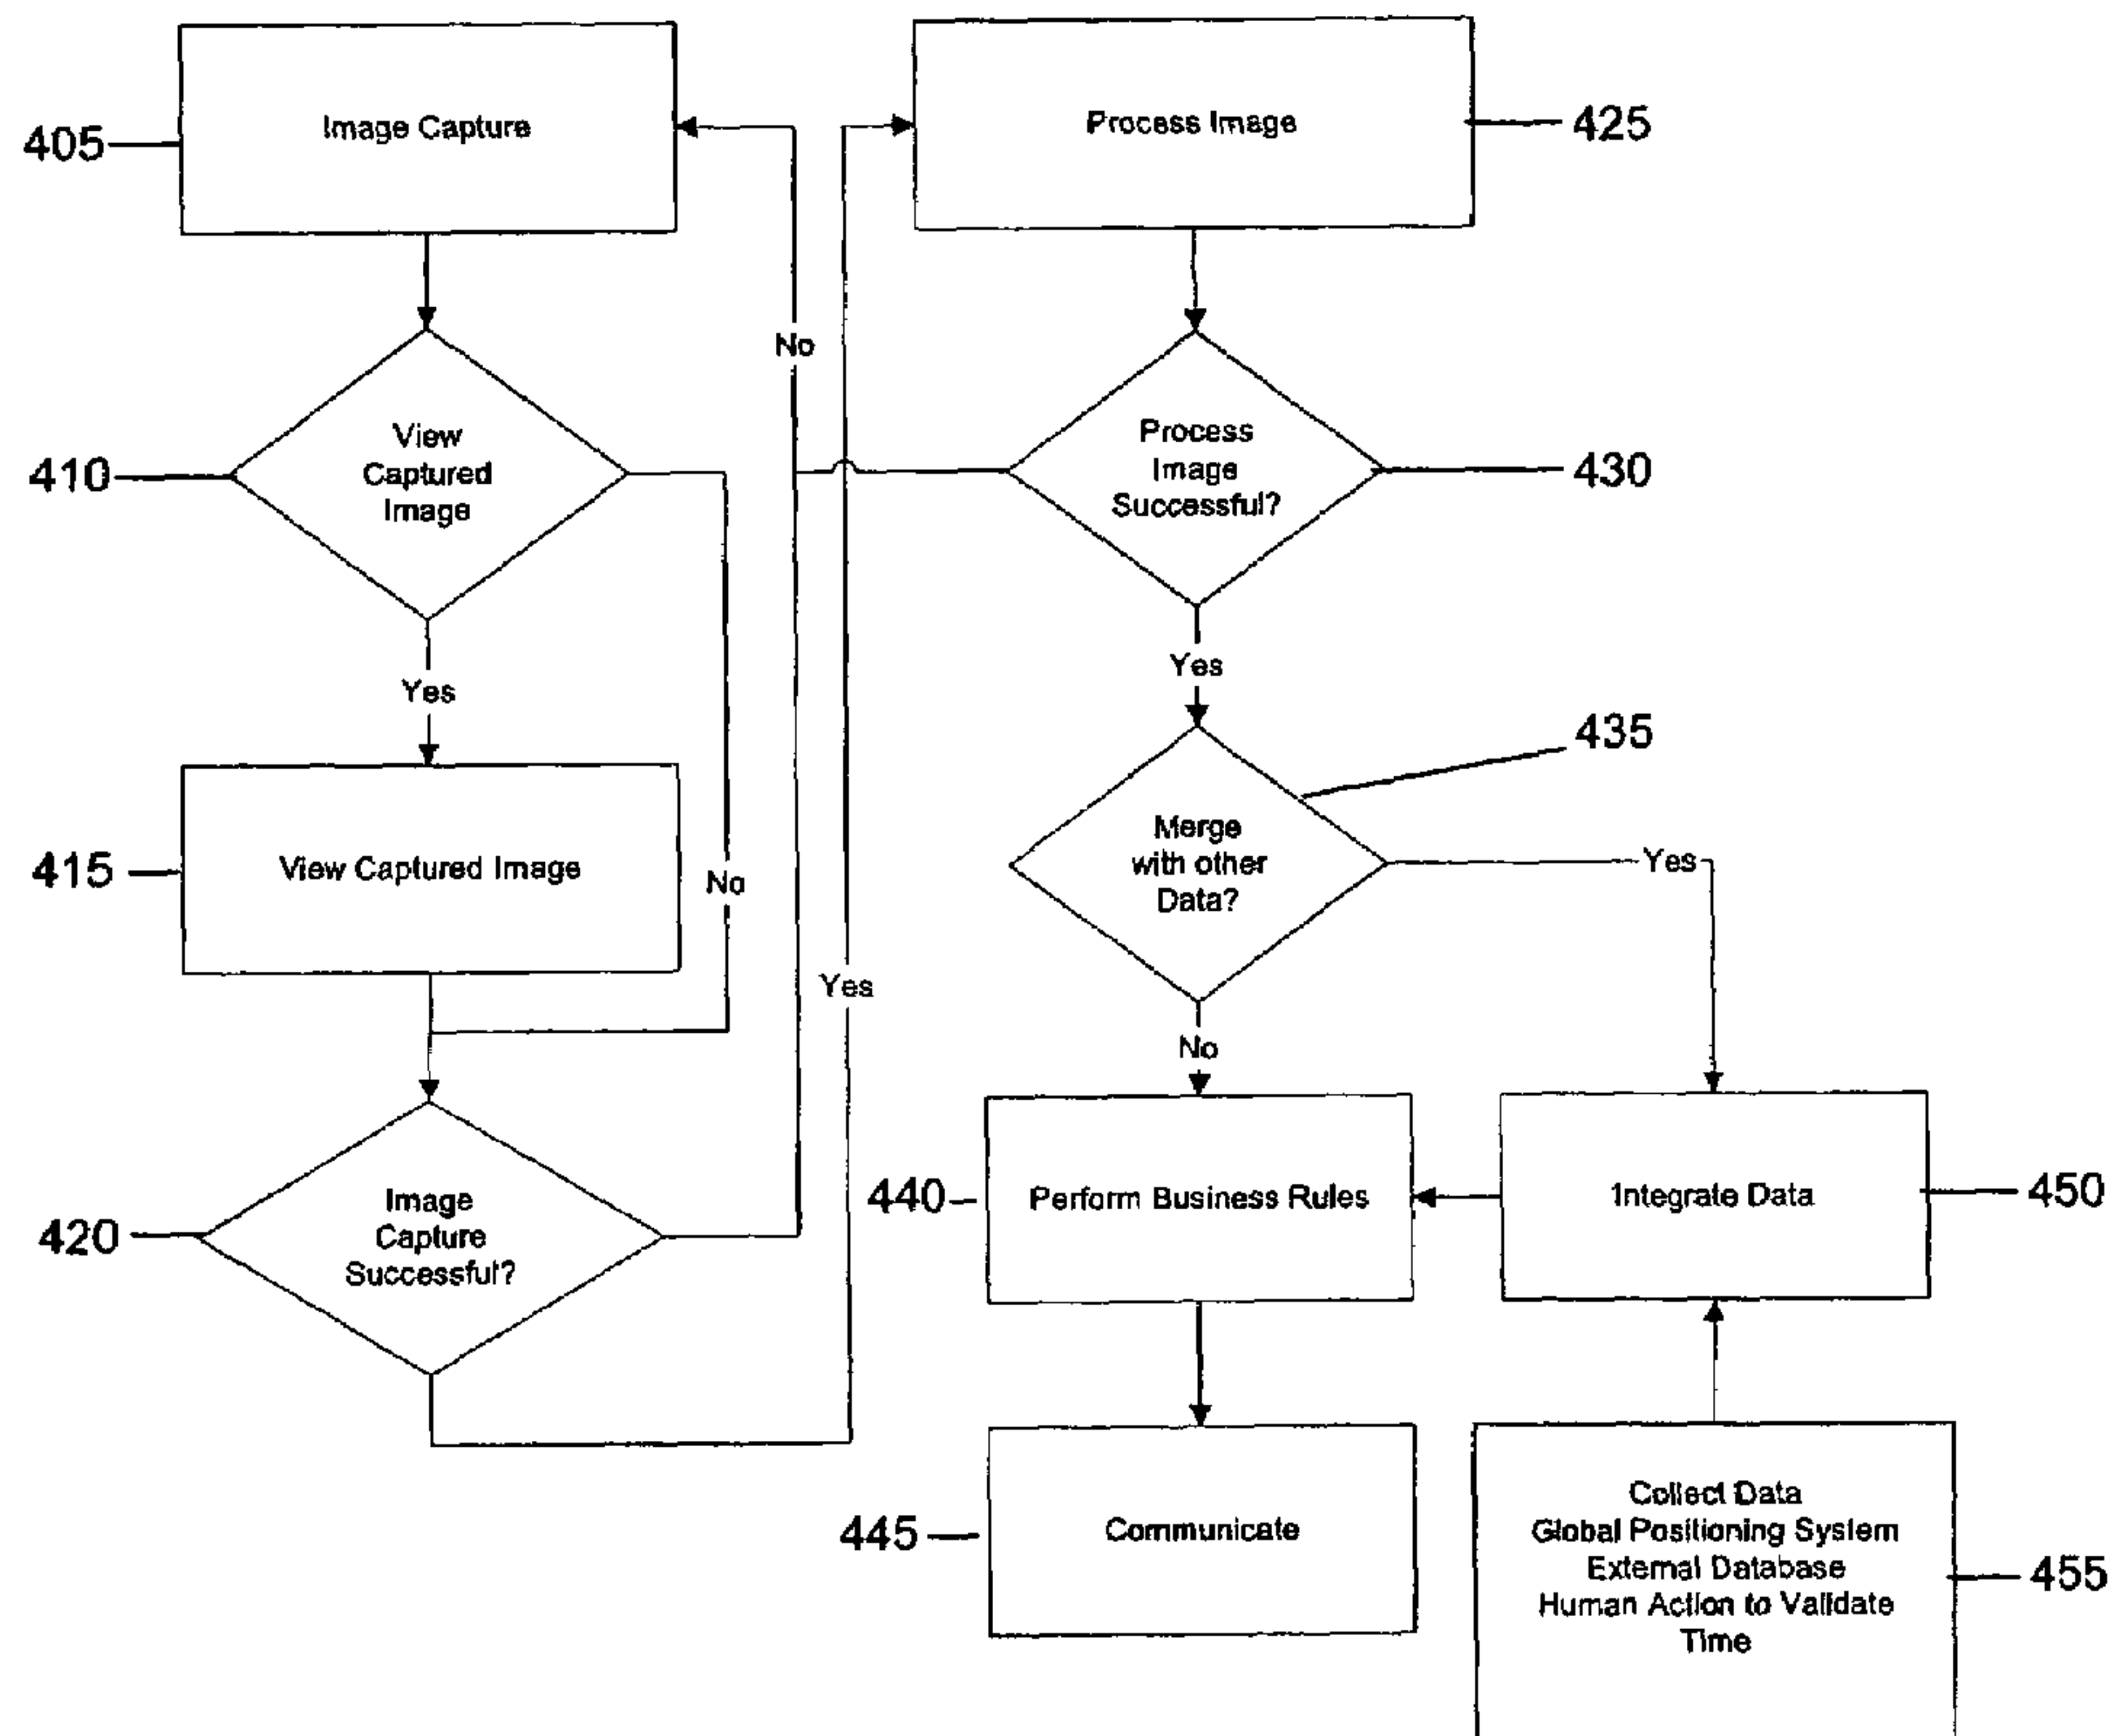 405
Image Capture
410
View
Captured
Image
Yes
No
415
View Captured Image
420
Image
Capture
Successful?
No
Yes
Process Image
425
Process
Image
Successful?
430
Yes
435
Merge
with other
Data?
Yes
No
440
Perform Business Rules
Integrate Data
450
445
Communicate
Collect Data
Global Positioning System
External Database
Human Action to Validate
Time
455